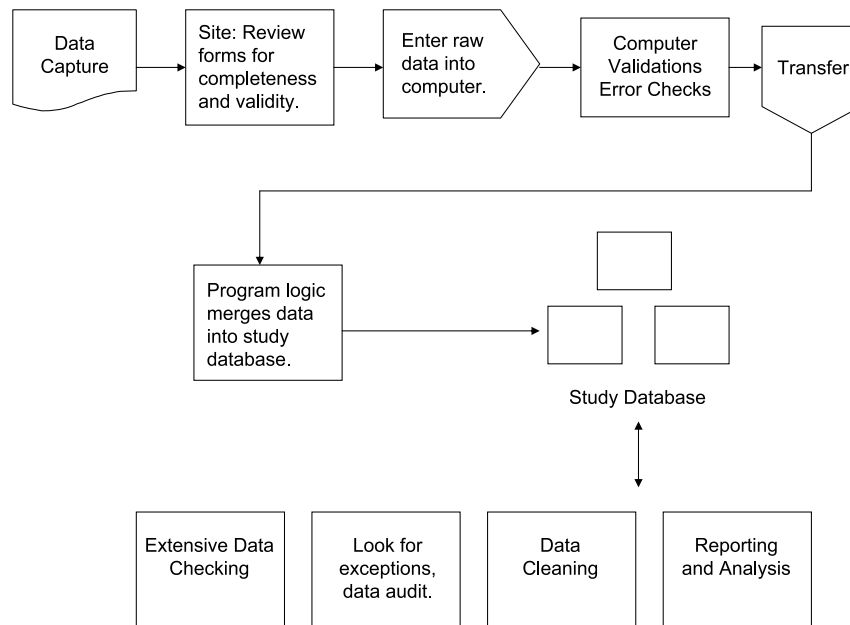 Data
Capture
Site: Review
forms for
completeness
and validity.
Enter raw
data into
computer.
Computer
Validations
Error Checks
Transfer
Program logic
merges data
into study
database.
Study Database
Extensive Data
Checking
Look for
exceptions,
data audit.
Data
Cleaning
Reporting
and Analysis